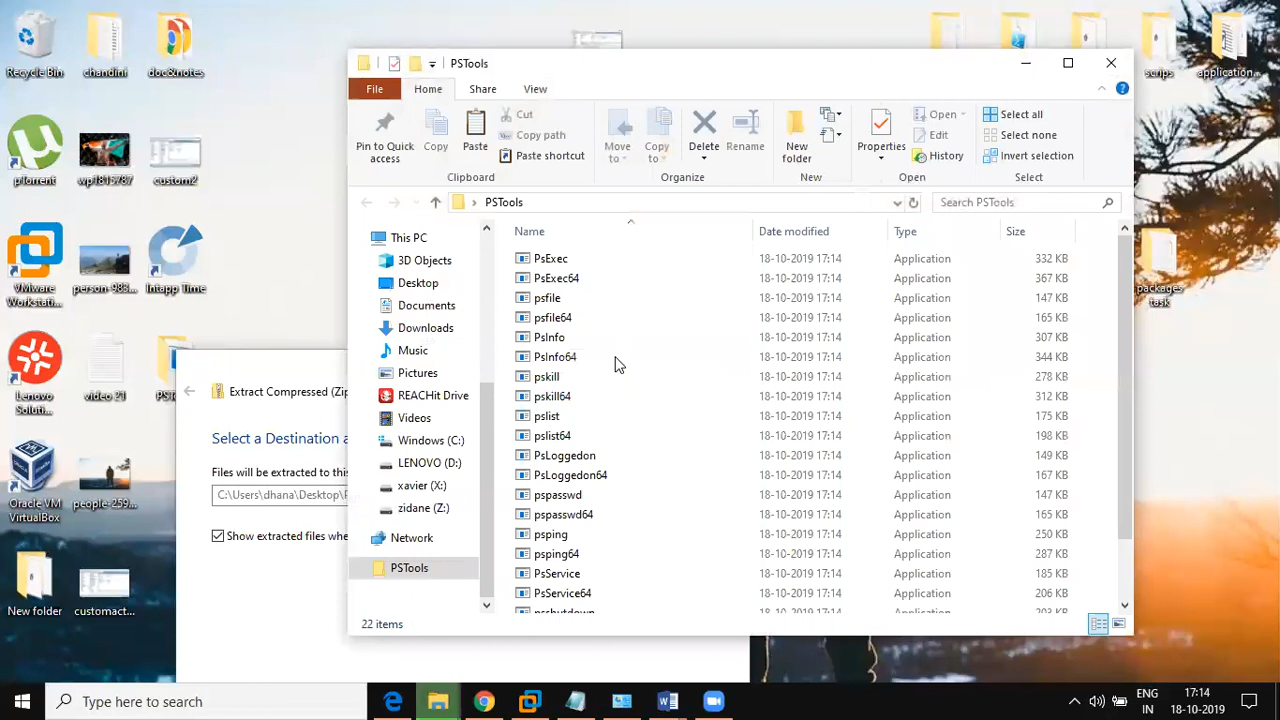 Recycle Bin
chandini
doc&notes
µTorrent
wp1815787
custom2
VMware
Workstati...
person-983...
Intapp Time
Lenovo
Soluti...
video 21
Oracle VM
VirtualBox
people-259...
New folder
customact...
scrips
application...
packages
task
Extract Compressed (Zip
Select a Destination a
Files will be extracted to this
C:\Users\dhana\Desktop\
Show extracted files whe
PSTools
File
Home
Share
View
Pin to Quick
access
Copy
Paste
Cut
Copy path
Paste shortcut
Clipboard
Move
to
Copy
to
Delete
Rename
Organize
New
folder
New
Properties
Open
Edit
History
Open
Select all
Select none
Invert selection
Select
PSTools
Search PSTools
This PC
3D Objects
Desktop
Documents
Downloads
Music
Pictures
REACHit Drive
Videos
Windows (C:)
LENOVO (D:)
xavier (X:)
zidane (Z:)
Network
PSTools
Name Date modified Type Size
PsExec 18-10-2019 17:14 Application 332 KB
PsExec64 18-10-2019 17:14 Application 367 KB
psfile 18-10-2019 17:14 Application 147 KB
psfile64 18-10-2019 17:14 Application 165 KB
PsInfo 18-10-2019 17:14 Application 307 KB
PsInfo64 18-10-2019 17:14 Application 344 KB
pskill 18-10-2019 17:14 Application 278 KB
pskill64 18-10-2019 17:14 Application 312 KB
pslist 18-10-2019 17:14 Application 175 KB
pslist64 18-10-2019 17:14 Application 198 KB
PsLoggedon 18-10-2019 17:14 Application 149 KB
PsLoggedon64 18-10-2019 17:14 Application 167 KB
pspasswd 18-10-2019 17:14 Application 147 KB
pspasswd64 18-10-2019 17:14 Application 165 KB
psping 18-10-2019 17:14 Application 250 KB
psping64 18-10-2019 17:14 Application 287 KB
PsService 18-10-2019 17:14 Application 185 KB
PsService64 18-10-2019 17:14 Application 206 KB
psshutdown 18-10-2019 17:14 Application 203 KB
22 items
Type here to search
ENG
IN
17:14
18-10-2019